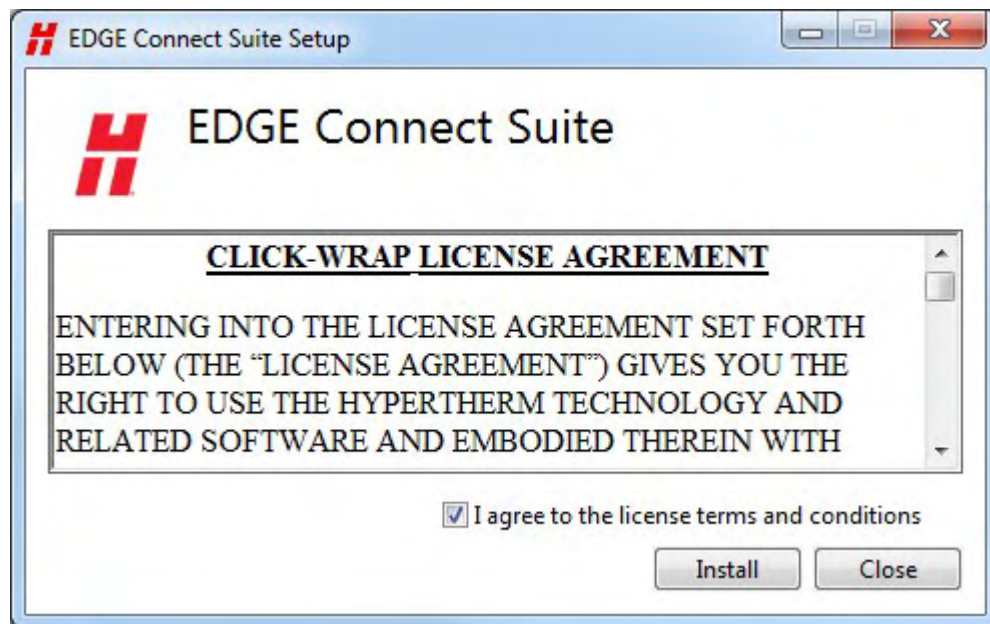 EDGE Connect Suite Setup
EDGE Connect Suite
CLICK-WRAP LICENSE AGREEMENT
ENTERING INTO THE LICENSE AGREEMENT SET FORTH
BELOW (THE “LICENSE AGREEMENT”) GIVES YOU THE
RIGHT TO USE THE HYPERTHERM TECHNOLOGY AND
RELATED SOFTWARE AND EMBODIED THEREIN WITH
I agree to the license terms and conditions
Install Close